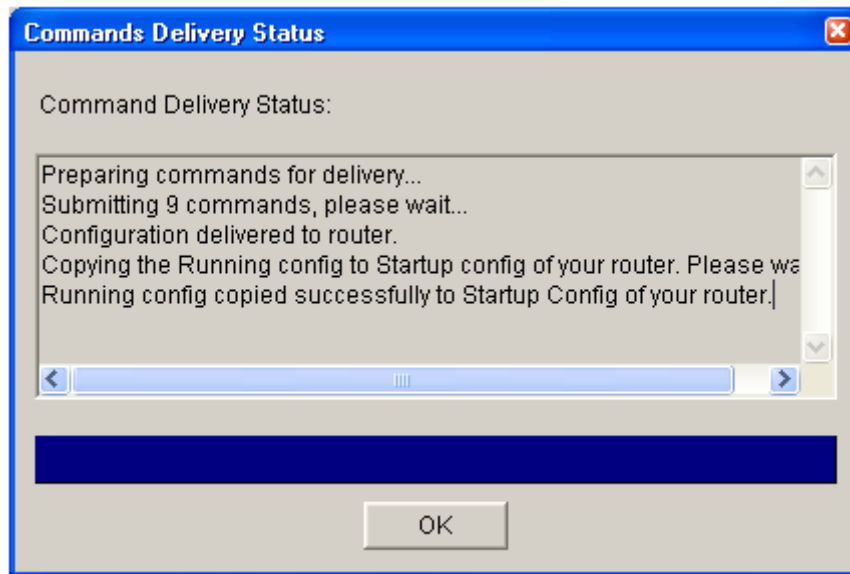 Commands Delivery Status
Command Delivery Status:
Preparing commands for delivery...
Submitting 9 commands, please wait...
Configuration delivered to router.
Copying the Running config to Startup config of your router. Please wa
Running config copied successfully to Startup Config of your router.
OK